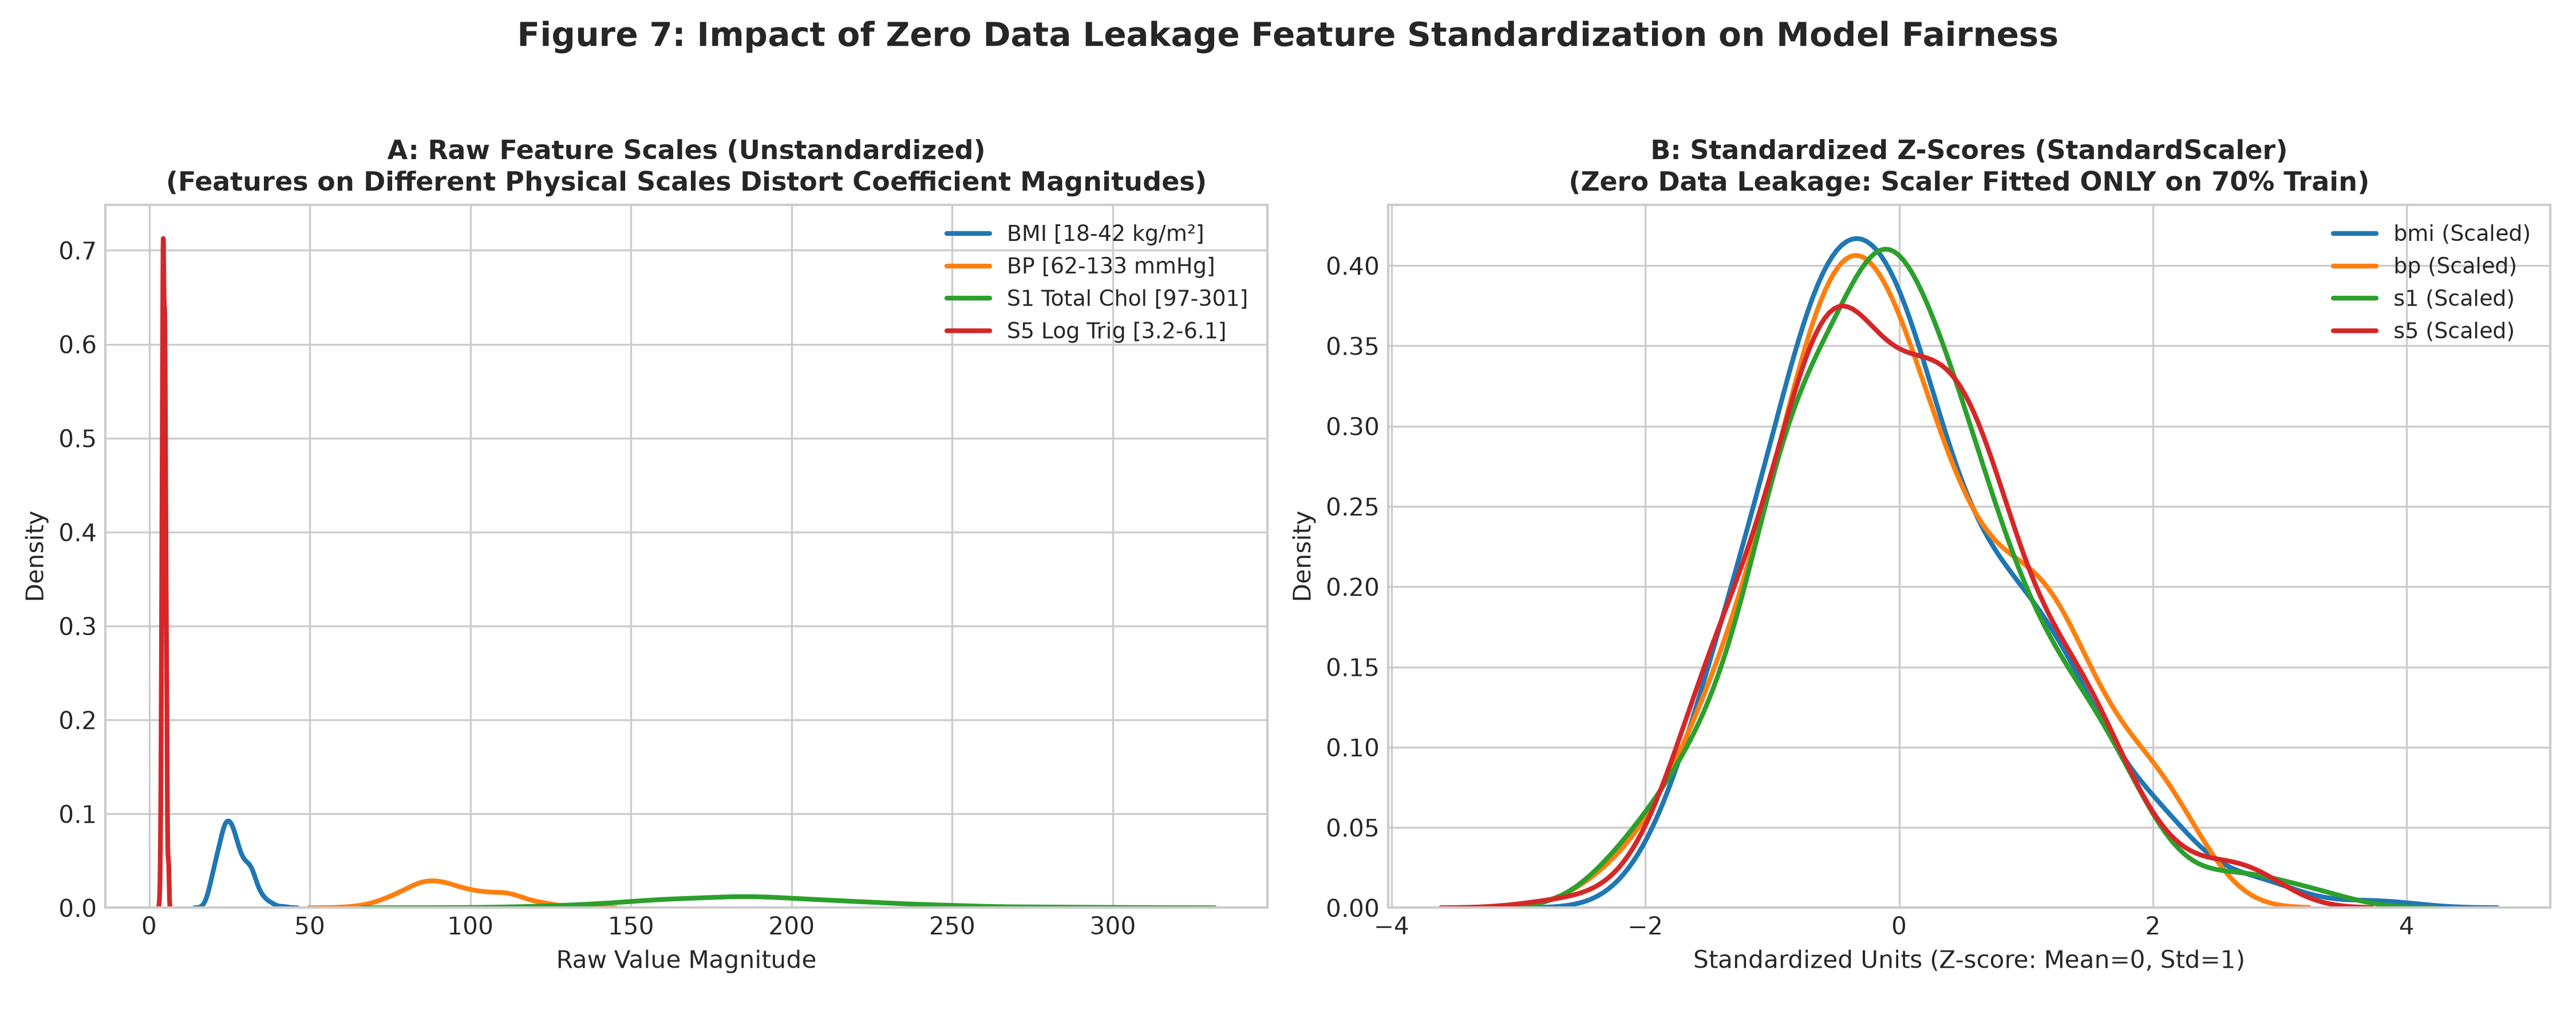 Figure 7: Impact of Zero Data Leakage Feature Standardization on Model Fairness
A: Raw Feature Scales (Unstandardized)
(Features on Different Physical Scales Distort Coefficient Magnitudes)
BMI [18-42 kg/m²]
BP [62-133 mmHg]
S1 Total Chol [97-301]
S5 Log Trig [3.2-6.1]
Density
0.7
0.6
0.5
0.4
0.3
0.2
0.1
0.0
0 50 100 150 200 250 300
Raw Value Magnitude
B: Standardized Z-Scores (StandardScaler)
(Zero Data Leakage: Scaler Fitted ONLY on 70% Train)
bmi (Scaled)
bp (Scaled)
s1 (Scaled)
s5 (Scaled)
Density
0.40
0.35
0.30
0.25
0.20
0.15
0.10
0.05
0.00
−4 −2 0 2 4
Standardized Units (Z-score: Mean=0, Std=1)